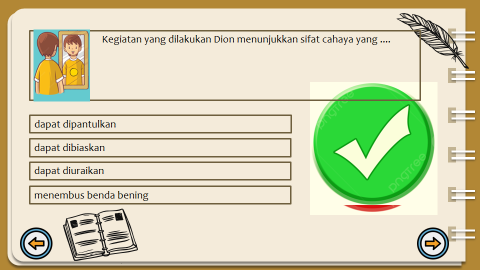 Kegiatan yang dilakukan Dion menunjukkan sifat cahaya yang ....
dapat dipantulkan
dapat dibiaskan
dapat diuraikan
menembus benda bening